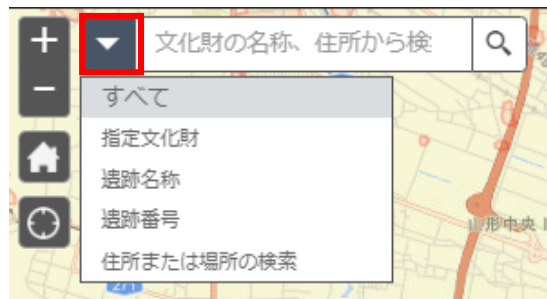 文化財の名称、住所から検
すべて
指定文化財
遺跡名称
遺跡番号
住所または場所の検索
山形中央
271